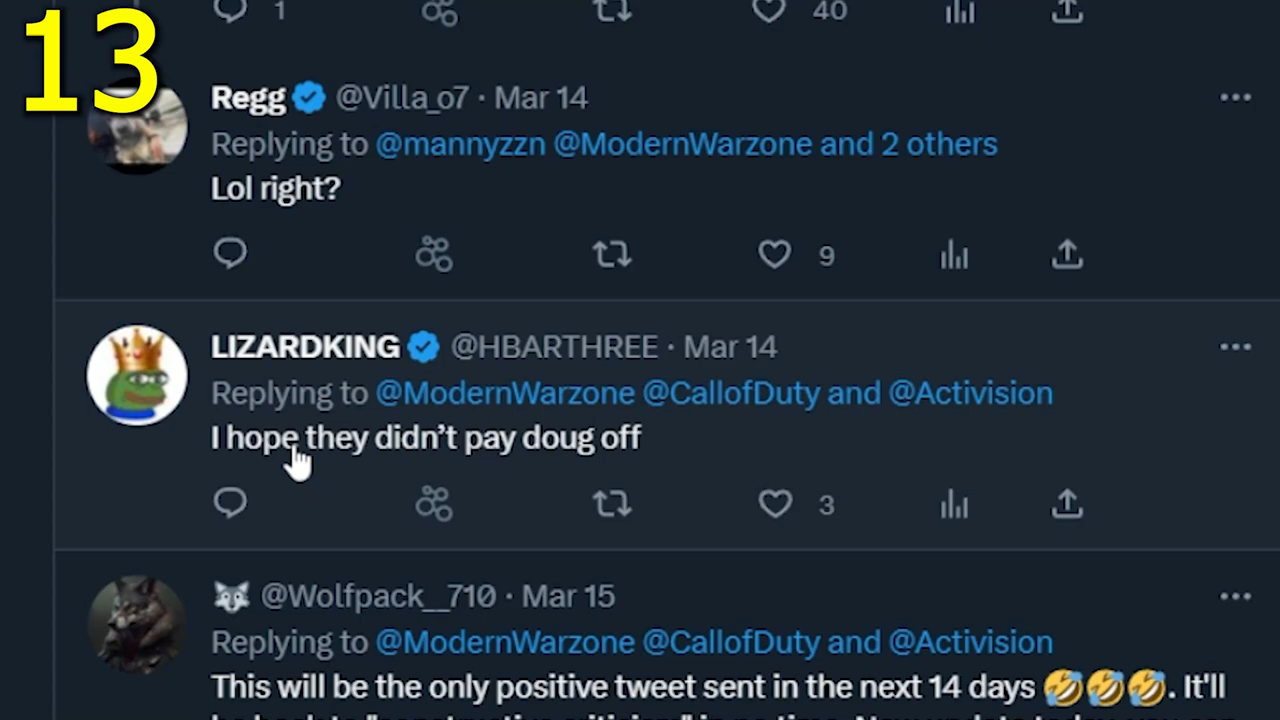 13
1 40
Regg @Villa_o7 · Mar 14
Replying to @mannyzzn @ModernWarzone and 2 others
Lol right?
9
LIZARDKING @HBARTHREE · Mar 14
Replying to @ModernWarzone @CallofDuty and @Activision
I hope they didn’t pay doug off
3
🐺 @Wolfpack__710 · Mar 15
Replying to @ModernWarzone @CallofDuty and @Activision
This will be the only positive tweet sent in the next 14 days 🤣🤣🤣. It'll